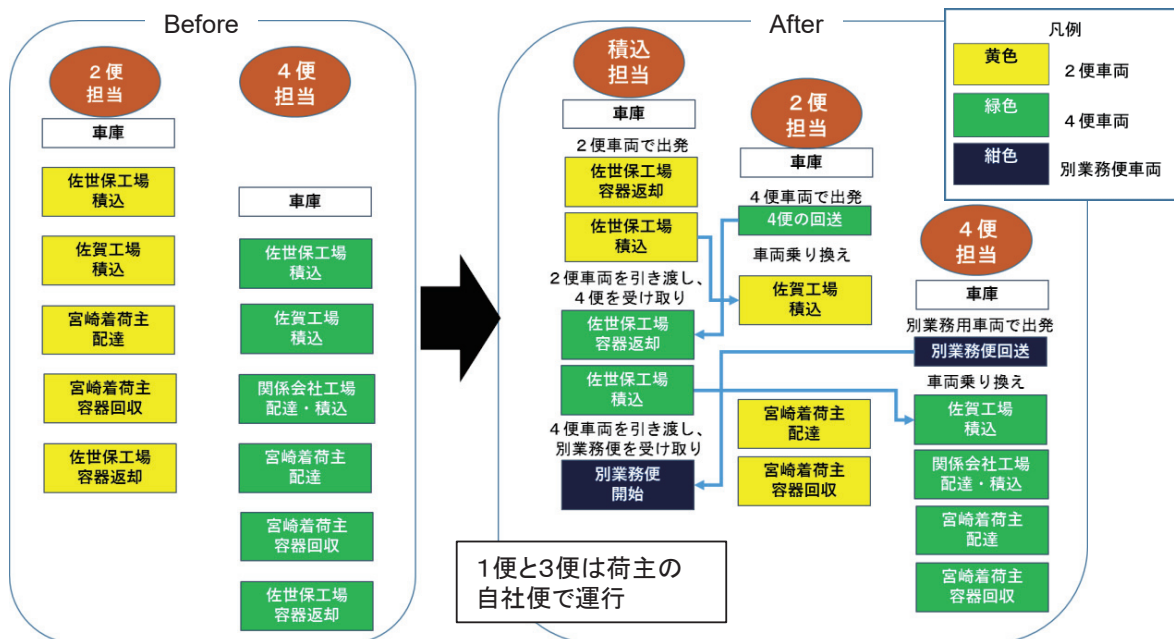 Before
2便
担当
車庫
佐世保工場
積込
佐賀工場
積込
宮崎着荷主
配達
宮崎着荷主
容器回収
佐世保工場
容器返却
4便
担当
車庫
佐世保工場
積込
佐賀工場
積込
関係会社工場
配達・積込
宮崎着荷主
配達
宮崎着荷主
容器回収
佐世保工場
容器返却
After
積込
担当
車庫
2便車両で出発
佐世保工場
容器返却
佐世保工場
積込
2便車両を引き渡し、
4便を受け取り
佐世保工場
容器返却
佐世保工場
積込
4便車両を引き渡し、
別業務便を受け取り
別業務便
開始
2便
担当
車庫
4便車両で出発
4便の回送
車両乗り換え
佐賀工場
積込
宮崎着荷主
配達
宮崎着荷主
容器回収
4便
担当
車庫
別業務用車両で出発
別業務便回送
車両乗り換え
佐賀工場
積込
関係会社工場
配達・積込
宮崎着荷主
配達
宮崎着荷主
容器回収
凡例
黄色
2便車両
緑色
4便車両
紺色
別業務便車両
1便と3便は荷主の
自社便で運行